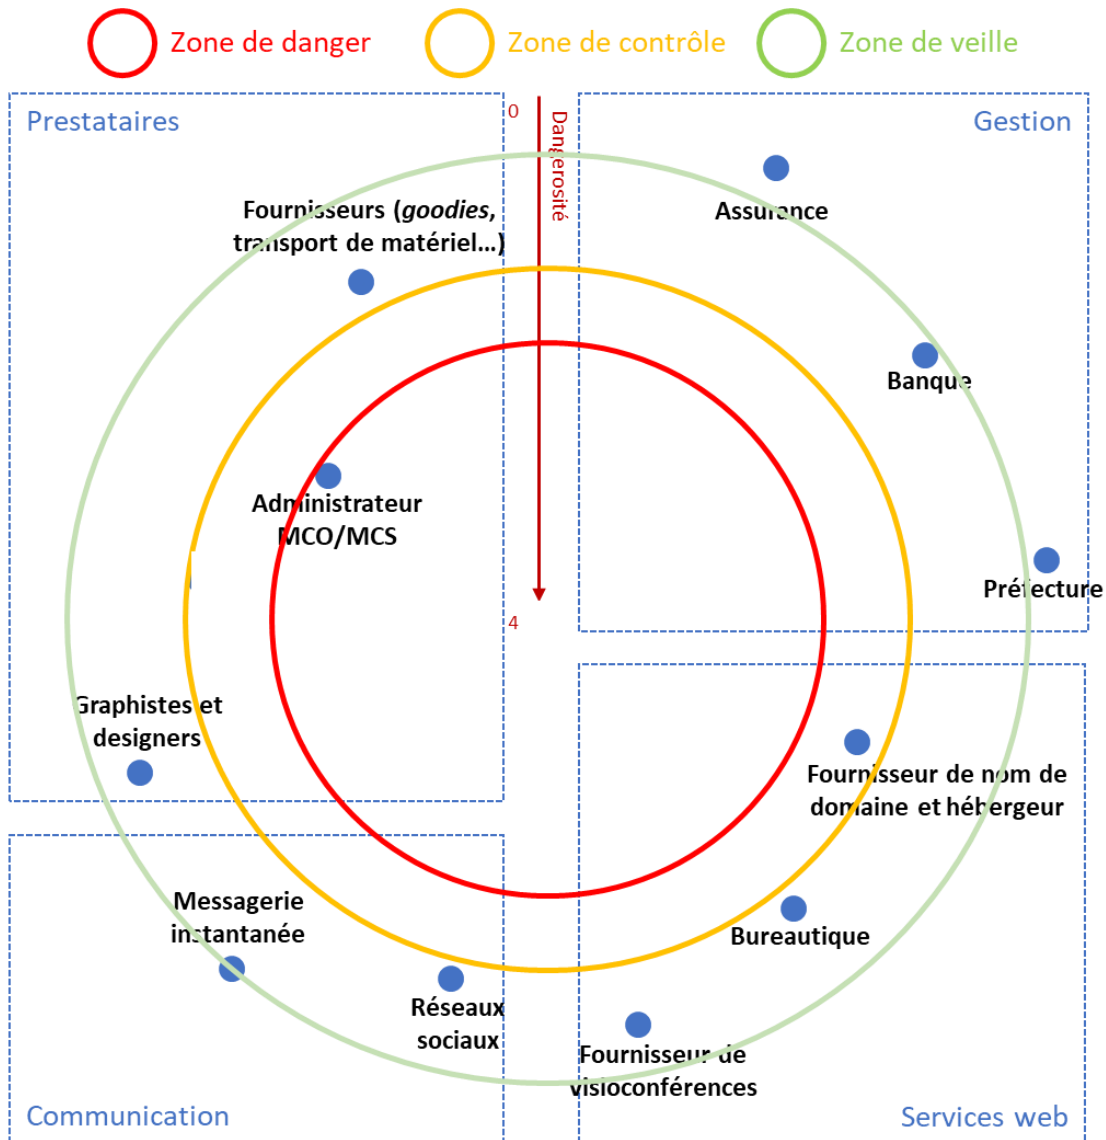 Zone de danger
Zone de contrôle
Zone de veille
Prestataires
0
Dangerosité
Gestion
Assurance
Fournisseurs (goodies,
transport de matériel…)
Banque
Administrateur
MCO/MCS
Préfecture
4
Graphistes et
designers
Fournisseur de nom de
domaine et hébergeur
Messagerie
instantanée
Bureautique
Réseaux
sociaux
Fournisseur de
visioconférences
Communication
Services web